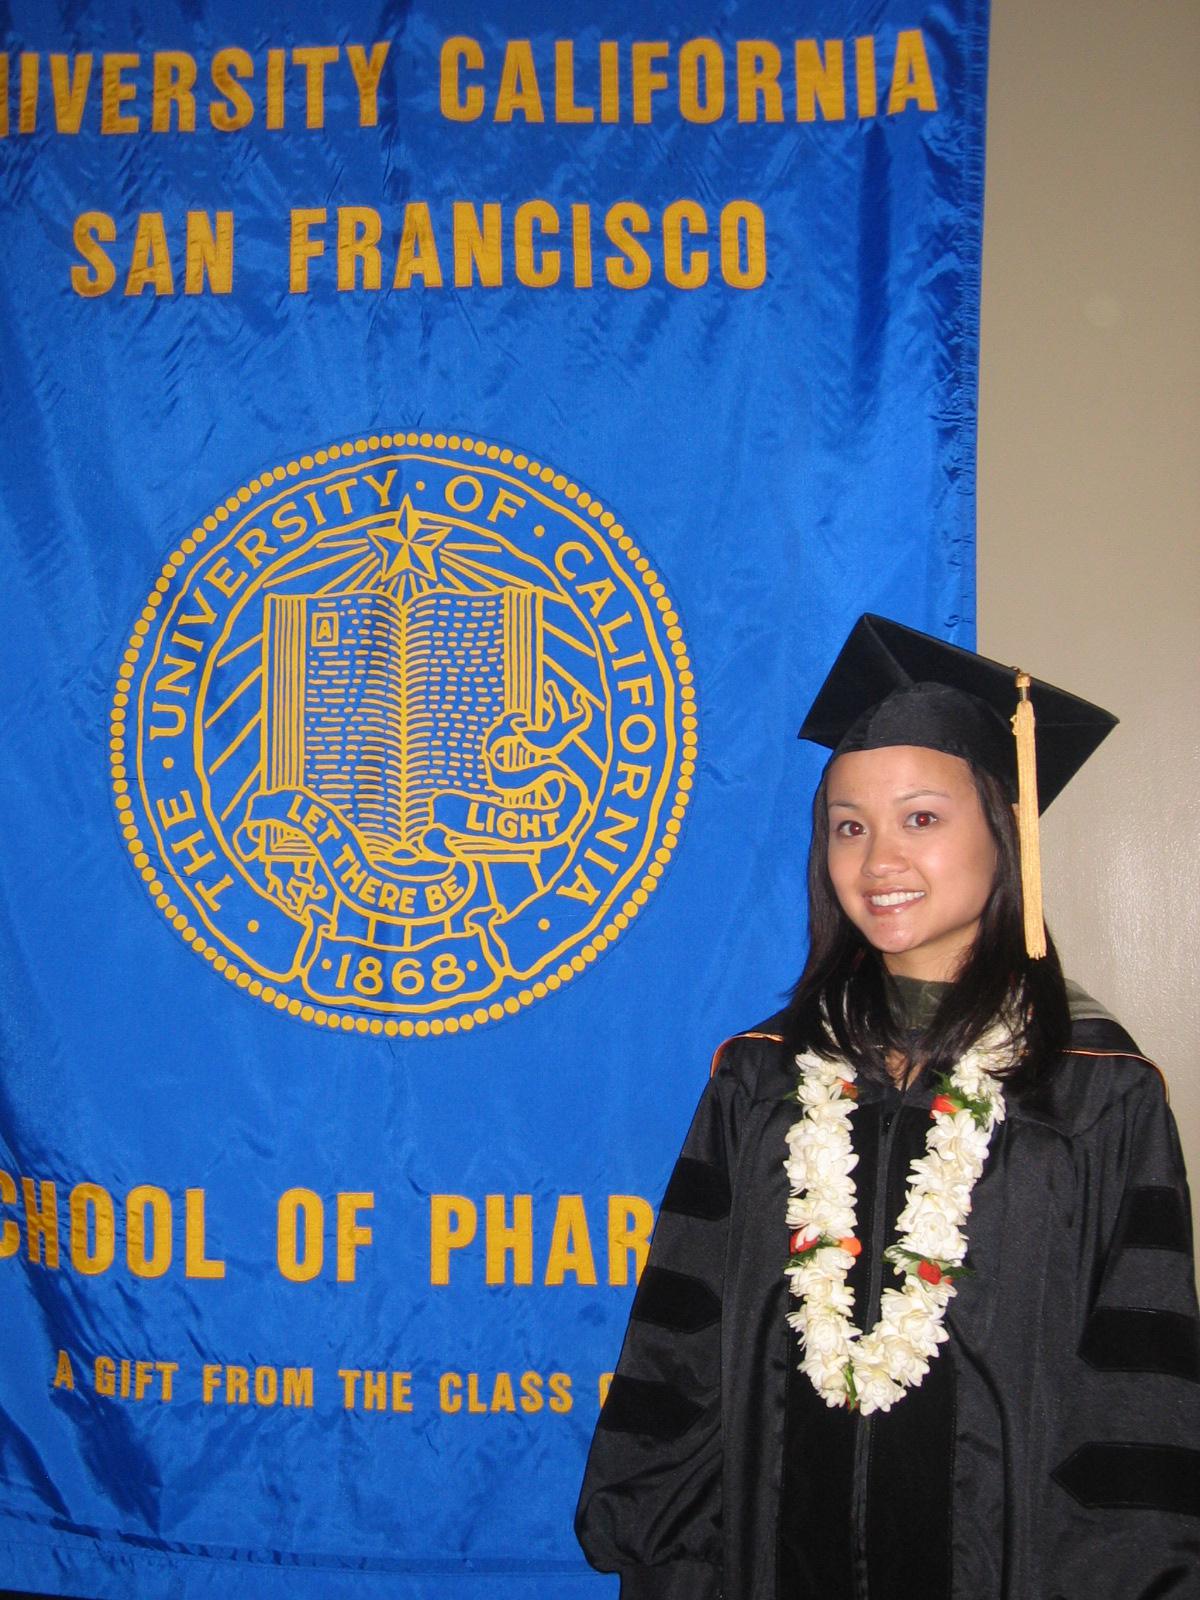 UNIVERSITY CALIFORNIA
SAN FRANCISCO
THE · UNIVERSITY · OF · CALIFORNIA
A
LET THERE BE LIGHT
· 1868 ·
SCHOOL OF PHAR
A GIFT FROM THE CLASS